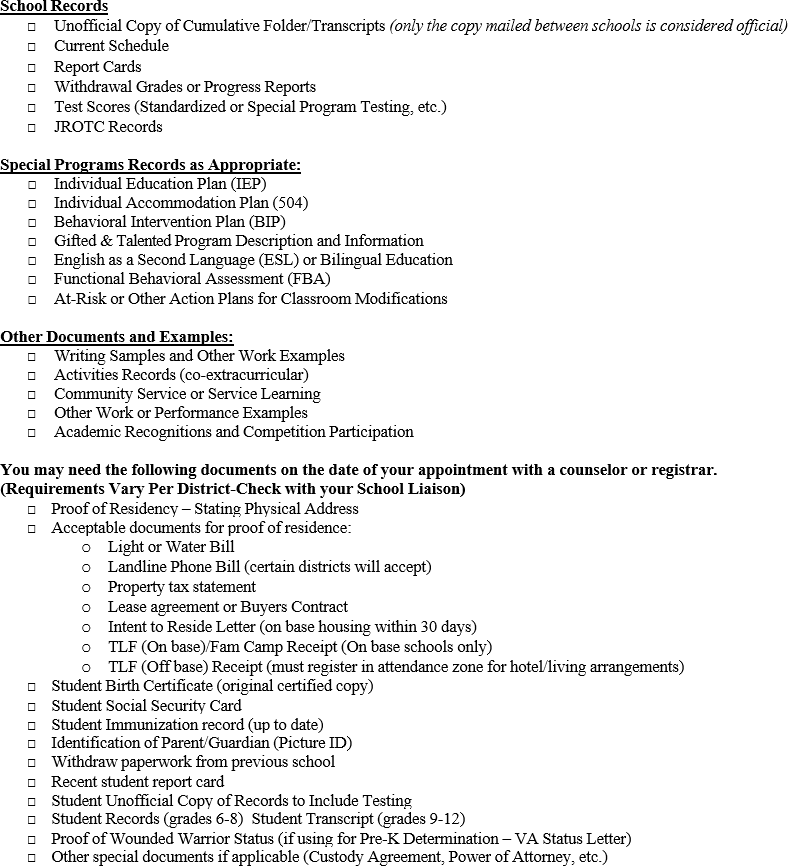 School Records
□ Unofficial Copy of Cumulative Folder/Transcripts (only the copy mailed between schools is considered official)
□ Current Schedule
□ Report Cards
□ Withdrawal Grades or Progress Reports
□ Test Scores (Standardized or Special Program Testing, etc.)
□ JROTC Records
Special Programs Records as Appropriate:
□ Individual Education Plan (IEP)
□ Individual Accommodation Plan (504)
□ Behavioral Intervention Plan (BIP)
□ Gifted & Talented Program Description and Information
□ English as a Second Language (ESL) or Bilingual Education
□ Functional Behavioral Assessment (FBA)
□ At-Risk or Other Action Plans for Classroom Modifications
Other Documents and Examples:
□ Writing Samples and Other Work Examples
□ Activities Records (co-extracurricular)
□ Community Service or Service Learning
□ Other Work or Performance Examples
□ Academic Recognitions and Competition Participation
You may need the following documents on the date of your appointment with a counselor or registrar.
(Requirements Vary Per District-Check with your School Liaison)
□ Proof of Residency – Stating Physical Address
□ Acceptable documents for proof of residence:
o Light or Water Bill
o Landline Phone Bill (certain districts will accept)
o Property tax statement
o Lease agreement or Buyers Contract
o Intent to Reside Letter (on base housing within 30 days)
o TLF (On base)/Fam Camp Receipt (On base schools only)
o TLF (Off base) Receipt (must register in attendance zone for hotel/living arrangements)
□ Student Birth Certificate (original certified copy)
□ Student Social Security Card
□ Student Immunization record (up to date)
□ Identification of Parent/Guardian (Picture ID)
□ Withdraw paperwork from previous school
□ Recent student report card
□ Student Unofficial Copy of Records to Include Testing
□ Student Records (grades 6-8)  Student Transcript (grades 9-12)
□ Proof of Wounded Warrior Status (if using for Pre-K Determination – VA Status Letter)
□ Other special documents if applicable (Custody Agreement, Power of Attorney, etc.)